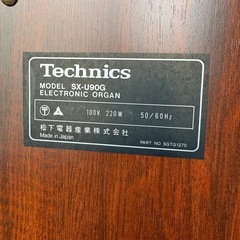 Technics
MODEL SX-U90G
ELECTRONIC ORGAN
100V 220W 50/60Hz
松下電器産業株式会社
Made in Japan PART NO SGTG1270